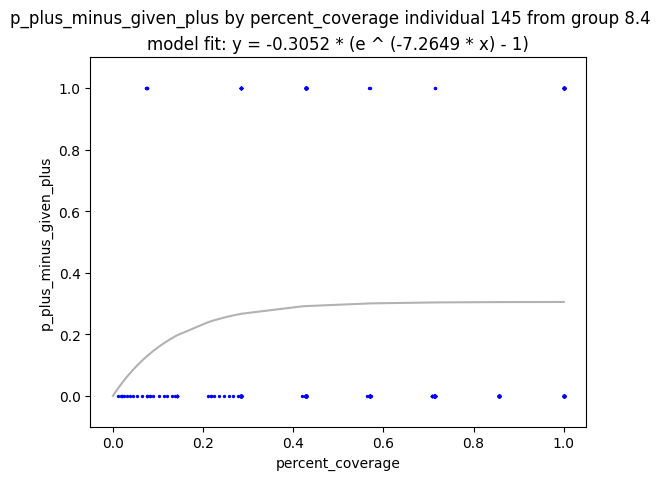 p_plus_minus_given_plus by percent_coverage individual 145 from group 8.4
model fit: y = -0.3052 * (e ^ (-7.2649 * x) - 1)
p_plus_minus_given_plus
1.0
0.8
0.6
0.4
0.2
0.0
0.0 0.2 0.4 0.6 0.8 1.0
percent_coverage